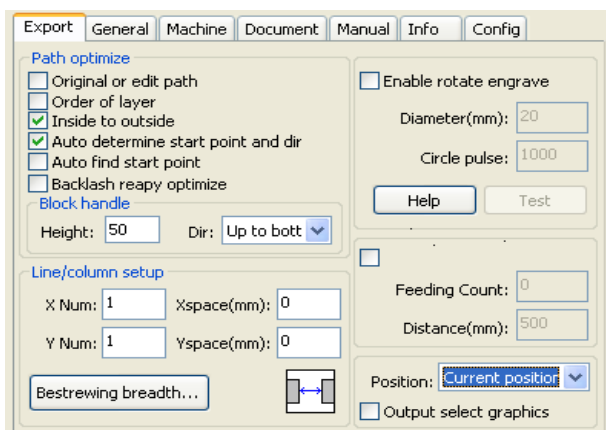 Export General Machine Document Manual Info Config
Path optimize
Original or edit path
Order of layer
Inside to outside
Auto determine start point and dir
Auto find start point
Backlash reapy optimize
Block handle
Height: 50 Dir: Up to bott
Line/column setup
X Num: 1 Xspace(mm): 0
Y Num: 1 Yspace(mm): 0
Bestrewing breadth...
Enable rotate engrave
Diameter(mm): 20
Circle pulse: 1000
Help Test
Feeding Count: 0
Distance(mm): 500
Position: Current position
Output select graphics